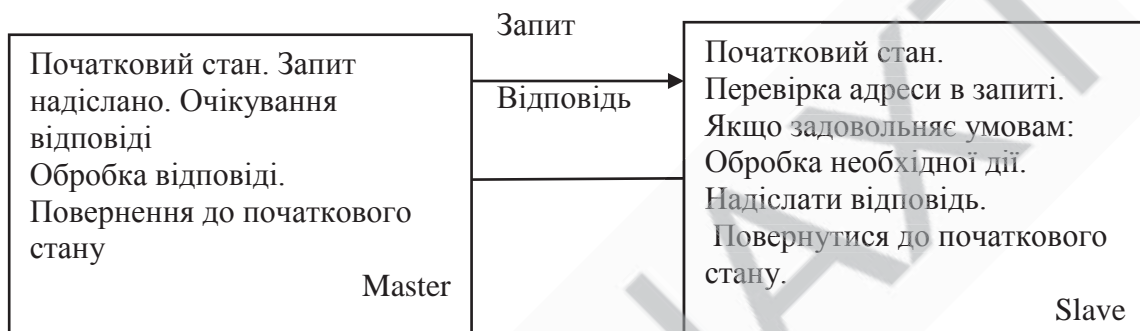 Запит
Відповідь
Початковий стан. Запит
надіслано. Очікування
відповіді
Обробка відповіді.
Повернення до початкового
стану
Master
Початковий стан.
Перевірка адреси в запиті.
Якщо задовольняє умовам:
Обробка необхідної дії.
Надіслати відповідь.
Повернутися до початкового
стану.
Slave